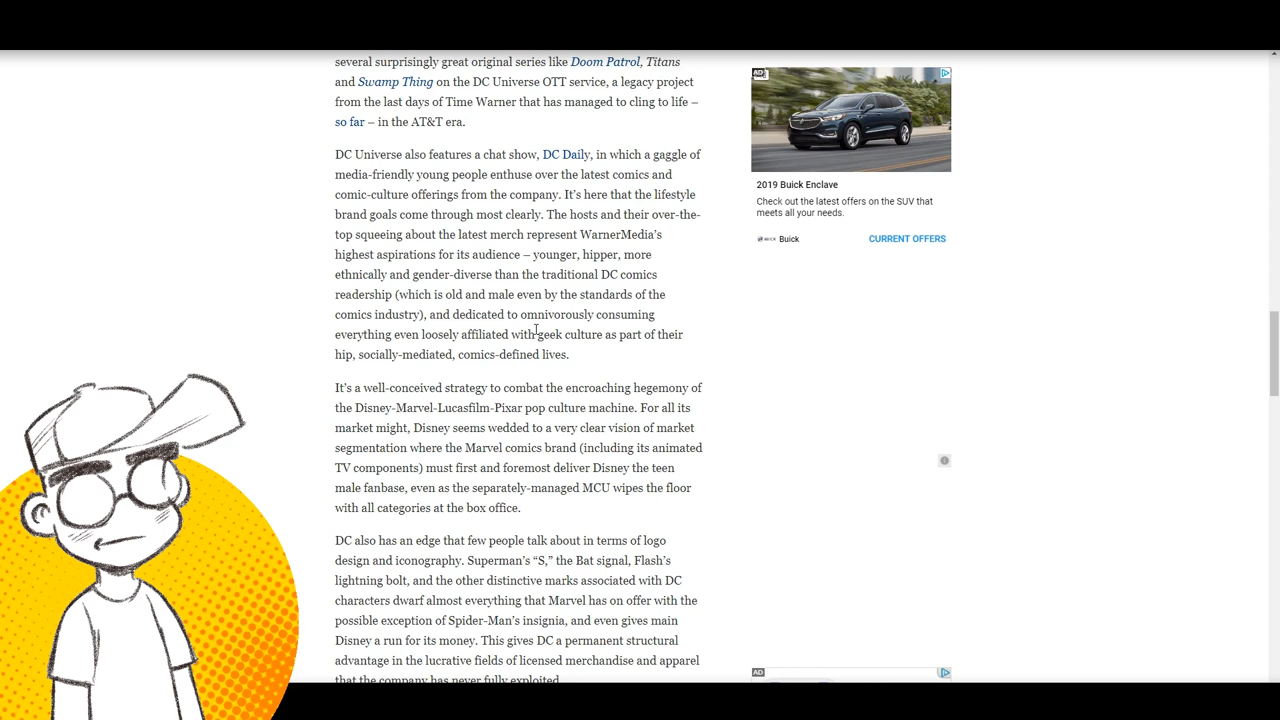 several surprisingly great original series like Doom Patrol, Titans
and Swamp Thing on the DC Universe OTT service, a legacy project
from the last days of Time Warner that has managed to cling to life –
so far – in the AT&T era.
DC Universe also features a chat show, DC Daily, in which a gaggle of
media-friendly young people enthuse over the latest comics and
comic-culture offerings from the company. It’s here that the lifestyle
brand goals come through most clearly. The hosts and their over-the-
top squeeing about the latest merch represent WarnerMedia’s
highest aspirations for its audience – younger, hipper, more
ethnically and gender-diverse than the traditional DC comics
readership (which is old and male even by the standards of the
comics industry), and dedicated to omnivorously consuming
everything even loosely affiliated with geek culture as part of their
hip, socially-mediated, comics-defined lives.
It’s a well-conceived strategy to combat the encroaching hegemony of
the Disney-Marvel-Lucasfilm-Pixar pop culture machine. For all its
market might, Disney seems wedded to a very clear vision of market
segmentation where the Marvel comics brand (including its animated
TV components) must first and foremost deliver Disney the teen
male fanbase, even as the separately-managed MCU wipes the floor
with all categories at the box office.
DC also has an edge that few people talk about in terms of logo
design and iconography. Superman’s “S,” the Bat signal, Flash’s
lightning bolt, and the other distinctive marks associated with DC
characters dwarf almost everything that Marvel has on offer with the
possible exception of Spider-Man’s insignia, and even gives main
Disney a run for its money. This gives DC a permanent structural
advantage in the lucrative fields of licensed merchandise and apparel
that the company has never fully exploited
AD
2019 Buick Enclave
Check out the latest offers on the SUV that
meets all your needs.
BUICK Buick
CURRENT OFFERS
AD